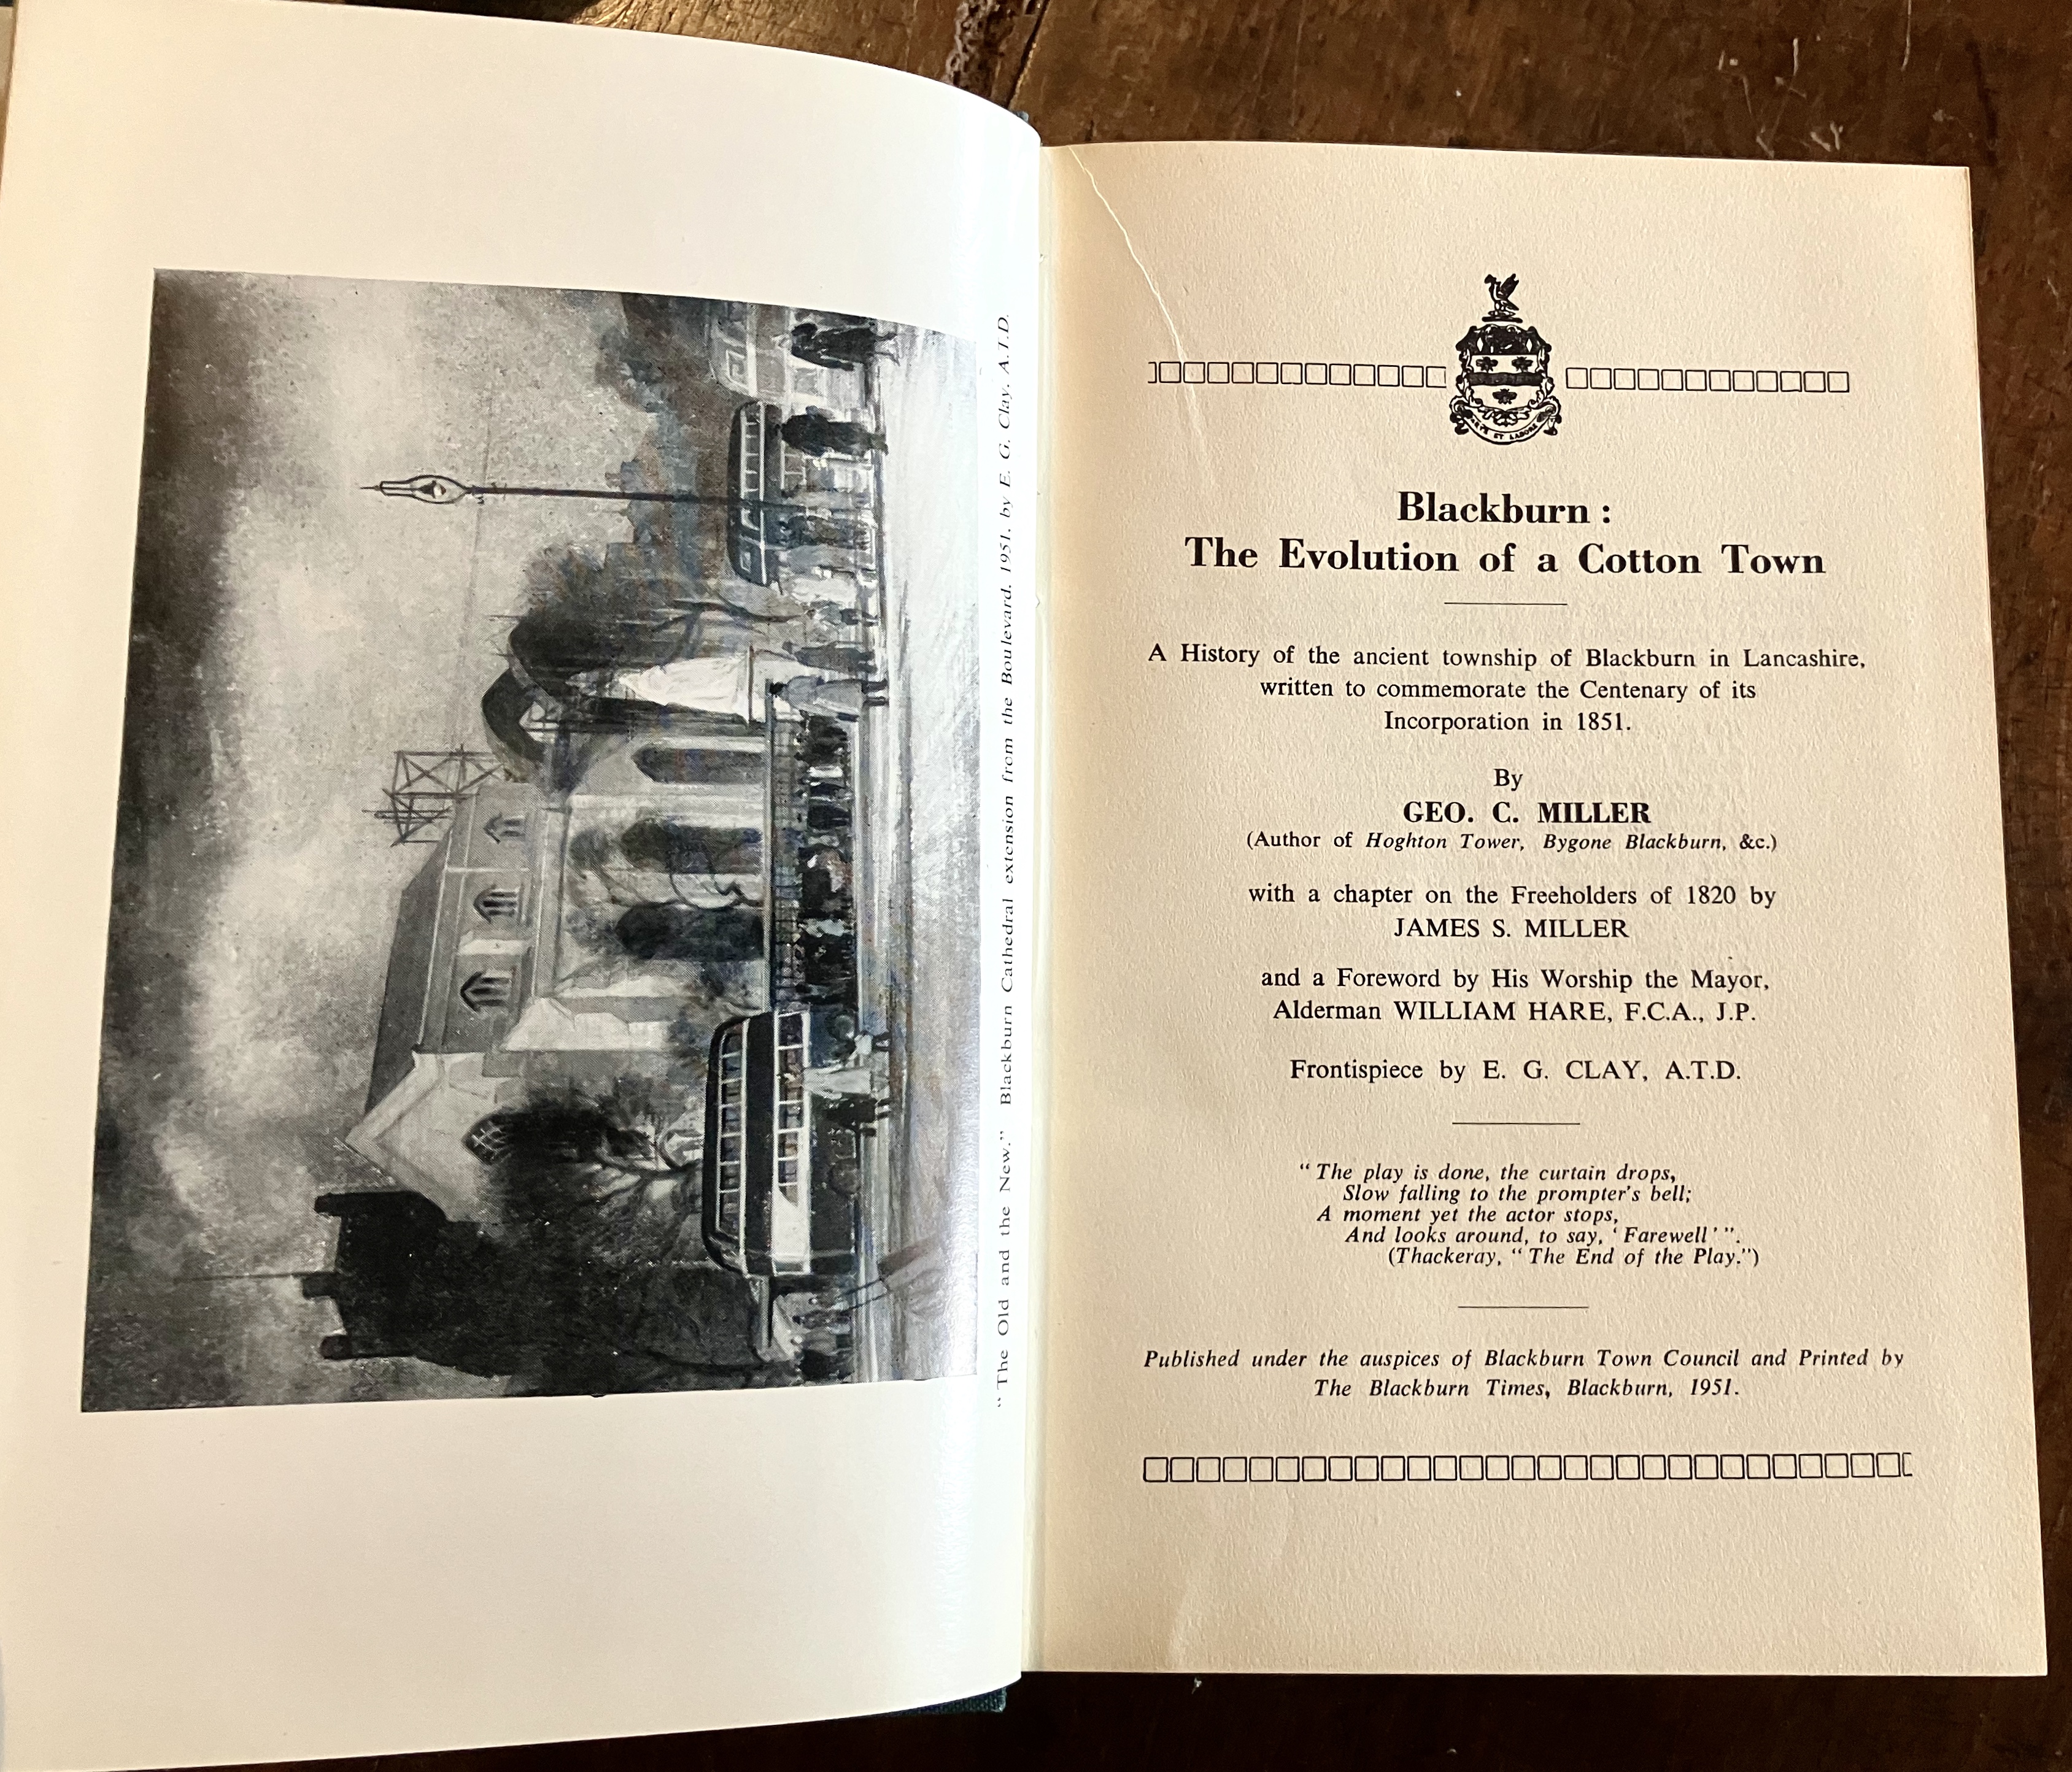 “ The Old and the New.” Blackburn Cathedral extension from the Boulevard. 1951. by E. G. Clay. A.T.D.
ET LABORE
Blackburn :
The Evolution of a Cotton Town
A History of the ancient township of Blackburn in Lancashire,
written to commemorate the Centenary of its
Incorporation in 1851.
By
GEO. C. MILLER
(Author of Hoghton Tower, Bygone Blackburn, &c.)
with a chapter on the Freeholders of 1820 by
JAMES S. MILLER
and a Foreword by His Worship the Mayor,
Alderman WILLIAM HARE, F.C.A., J.P.
Frontispiece by E. G. CLAY, A.T.D.
“ The play is done, the curtain drops,
Slow falling to the prompter's bell;
A moment yet the actor stops,
And looks around, to say, ‘ Farewell ’ ”.
(Thackeray, “ The End of the Play.”)
Published under the auspices of Blackburn Town Council and Printed by
The Blackburn Times, Blackburn, 1951.